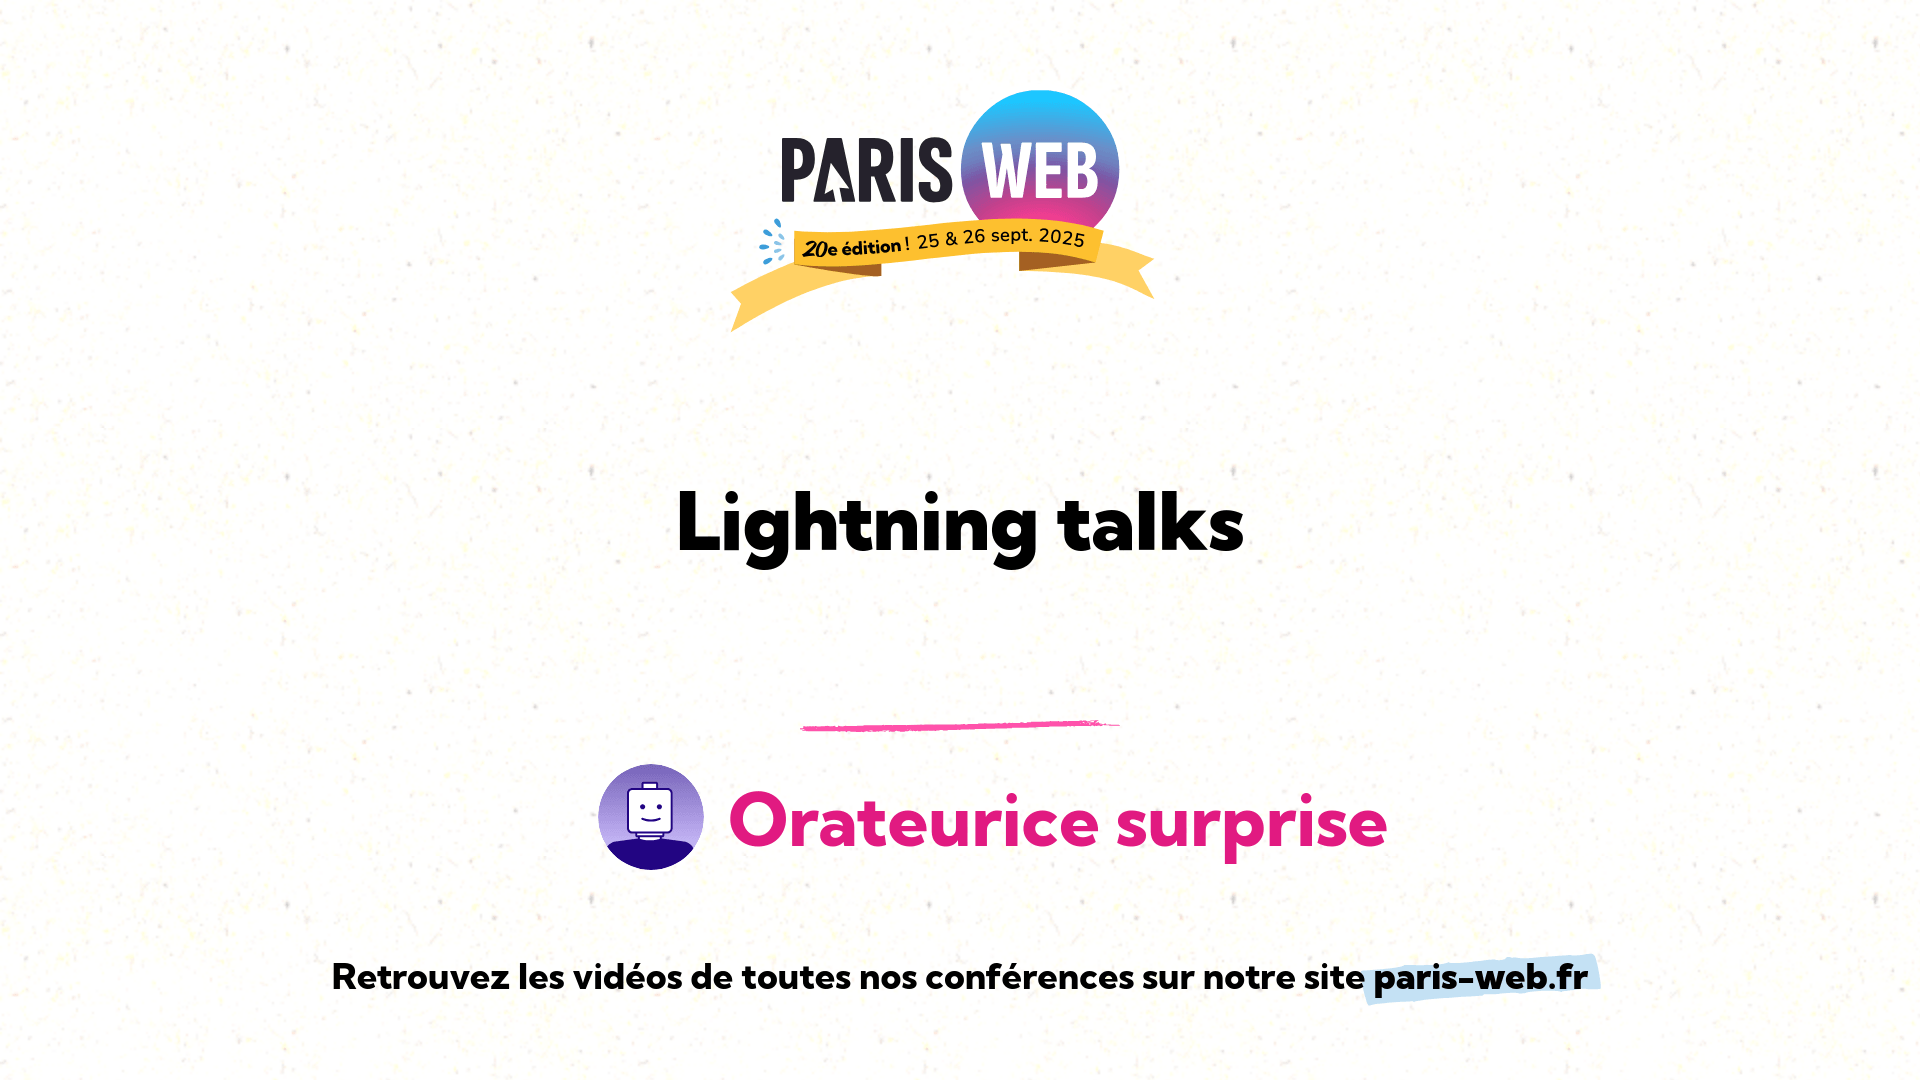 PARIS WEB
20e édition ! 25 & 26 sept. 2025
Lightning talks
Orateurice surprise
Retrouvez les vidéos de toutes nos conférences sur notre site paris-web.fr